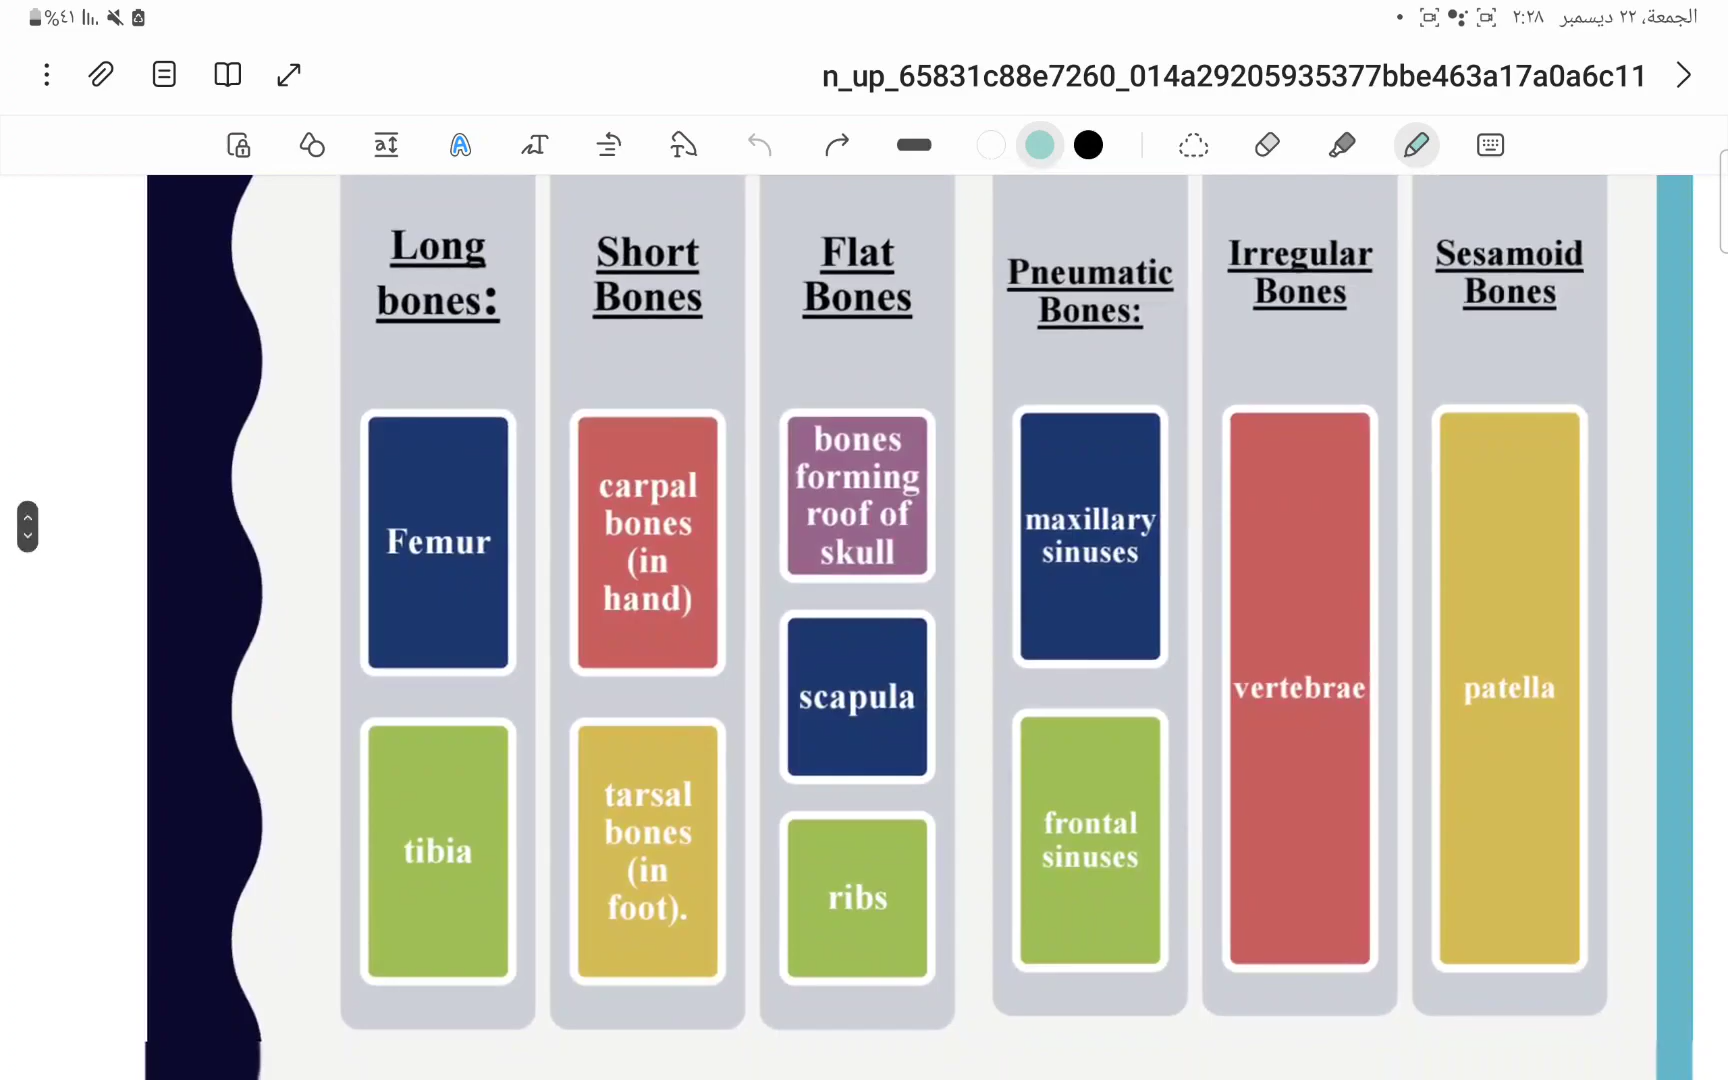 %٤١
الجمعة، ٢٢ ديسمبر ٢:٢٨
n_up_65831c88e7260_014a29205935377bbe463a17a0a6c11
Long
bones:
Femur
tibia
Short
Bones
carpal
bones
(in
hand)
tarsal
bones
(in
foot).
Flat
Bones
bones
forming
roof of
skull
scapula
ribs
Pneumatic
Bones:
maxillary
sinuses
frontal
sinuses
Irregular
Bones
vertebrae
Sesamoid
Bones
patella